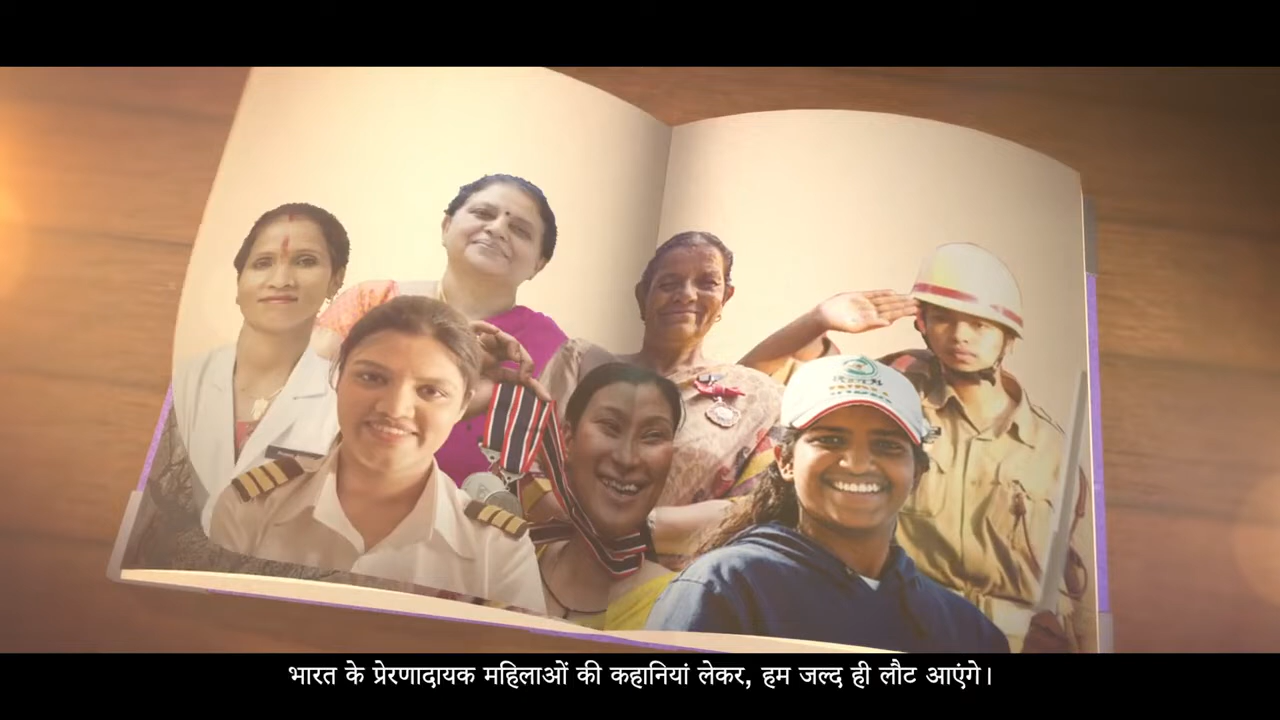 भारत के प्रेरणादायक महिलाओं की कहानियां लेकर, हम जल्द ही लौट आएंगे।